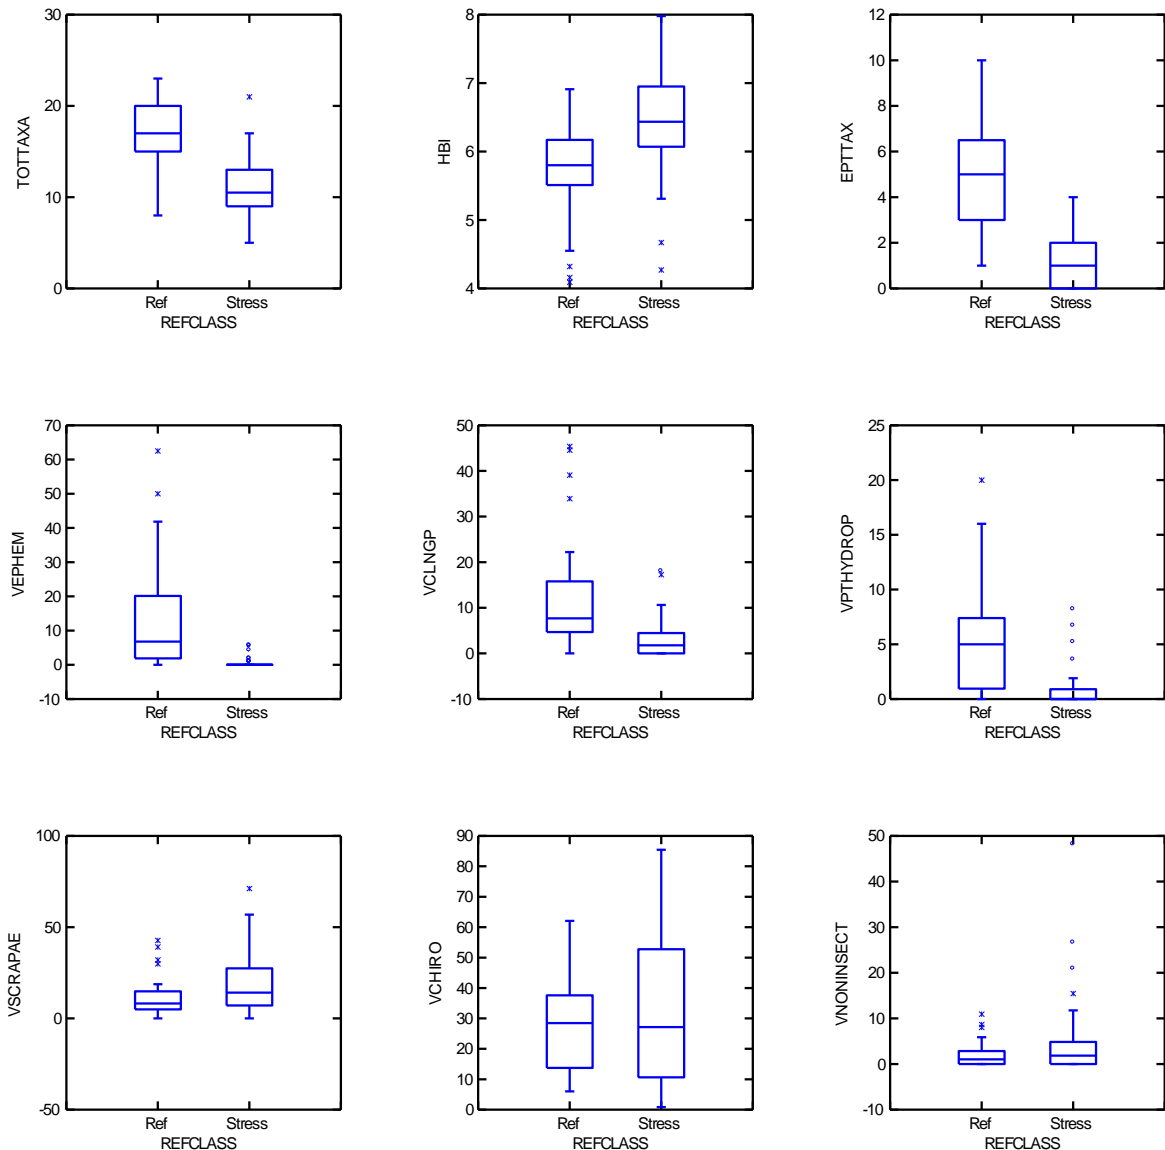 30
20
10
0
TOTTAXA
Ref Stress
REFCLASS
8
7
6
5
4
HBI
Ref Stress
REFCLASS
12
10
8
6
4
2
0
EPTTAX
Ref Stress
REFCLASS
70
60
50
40
30
20
10
0
-10
VEPHEM
Ref Stress
REFCLASS
50
40
30
20
10
0
-10
VCLNGP
Ref Stress
REFCLASS
25
20
15
10
5
0
VPTHYDROP
Ref Stress
REFCLASS
100
50
0
-50
VSCRAPAE
Ref Stress
REFCLASS
90
80
70
60
50
40
30
20
10
0
VCHIRO
Ref Stress
REFCLASS
50
40
30
20
10
0
-10
VNONINSECT
Ref Stress
REFCLASS